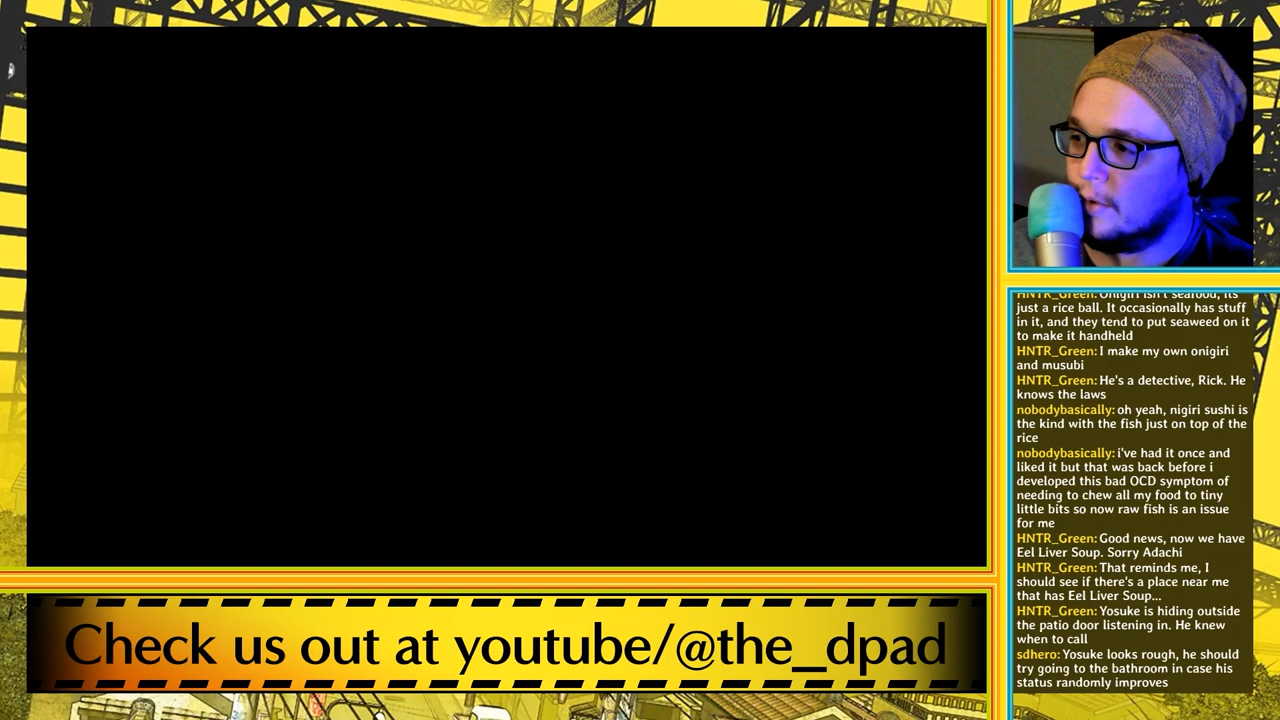 HNTR_Green: Onigiri isn't seafood, its
just a rice ball. It occasionally has stuff
in it, and they tend to put seaweed on it
to make it handheld
HNTR_Green: I make my own onigiri
and musubi
HNTR_Green: He's a detective, Rick. He
knows the laws
nobodybasically: oh yeah, nigiri sushi is
the kind with the fish just on top of the
rice
nobodybasically: i've had it once and
liked it but that was back before i
developed this bad OCD symptom of
needing to chew all my food to tiny
little bits so now raw fish is an issue
for me
HNTR_Green: Good news, now we have
Eel Liver Soup. Sorry Adachi
HNTR_Green: That reminds me, I
should see if there's a place near me
that has Eel Liver Soup...
HNTR_Green: Yosuke is hiding outside
the patio door listening in. He knew
when to call
sdhero: Yosuke looks rough, he should
try going to the bathroom in case his
status randomly improves
Check us out at youtube/@the_dpad